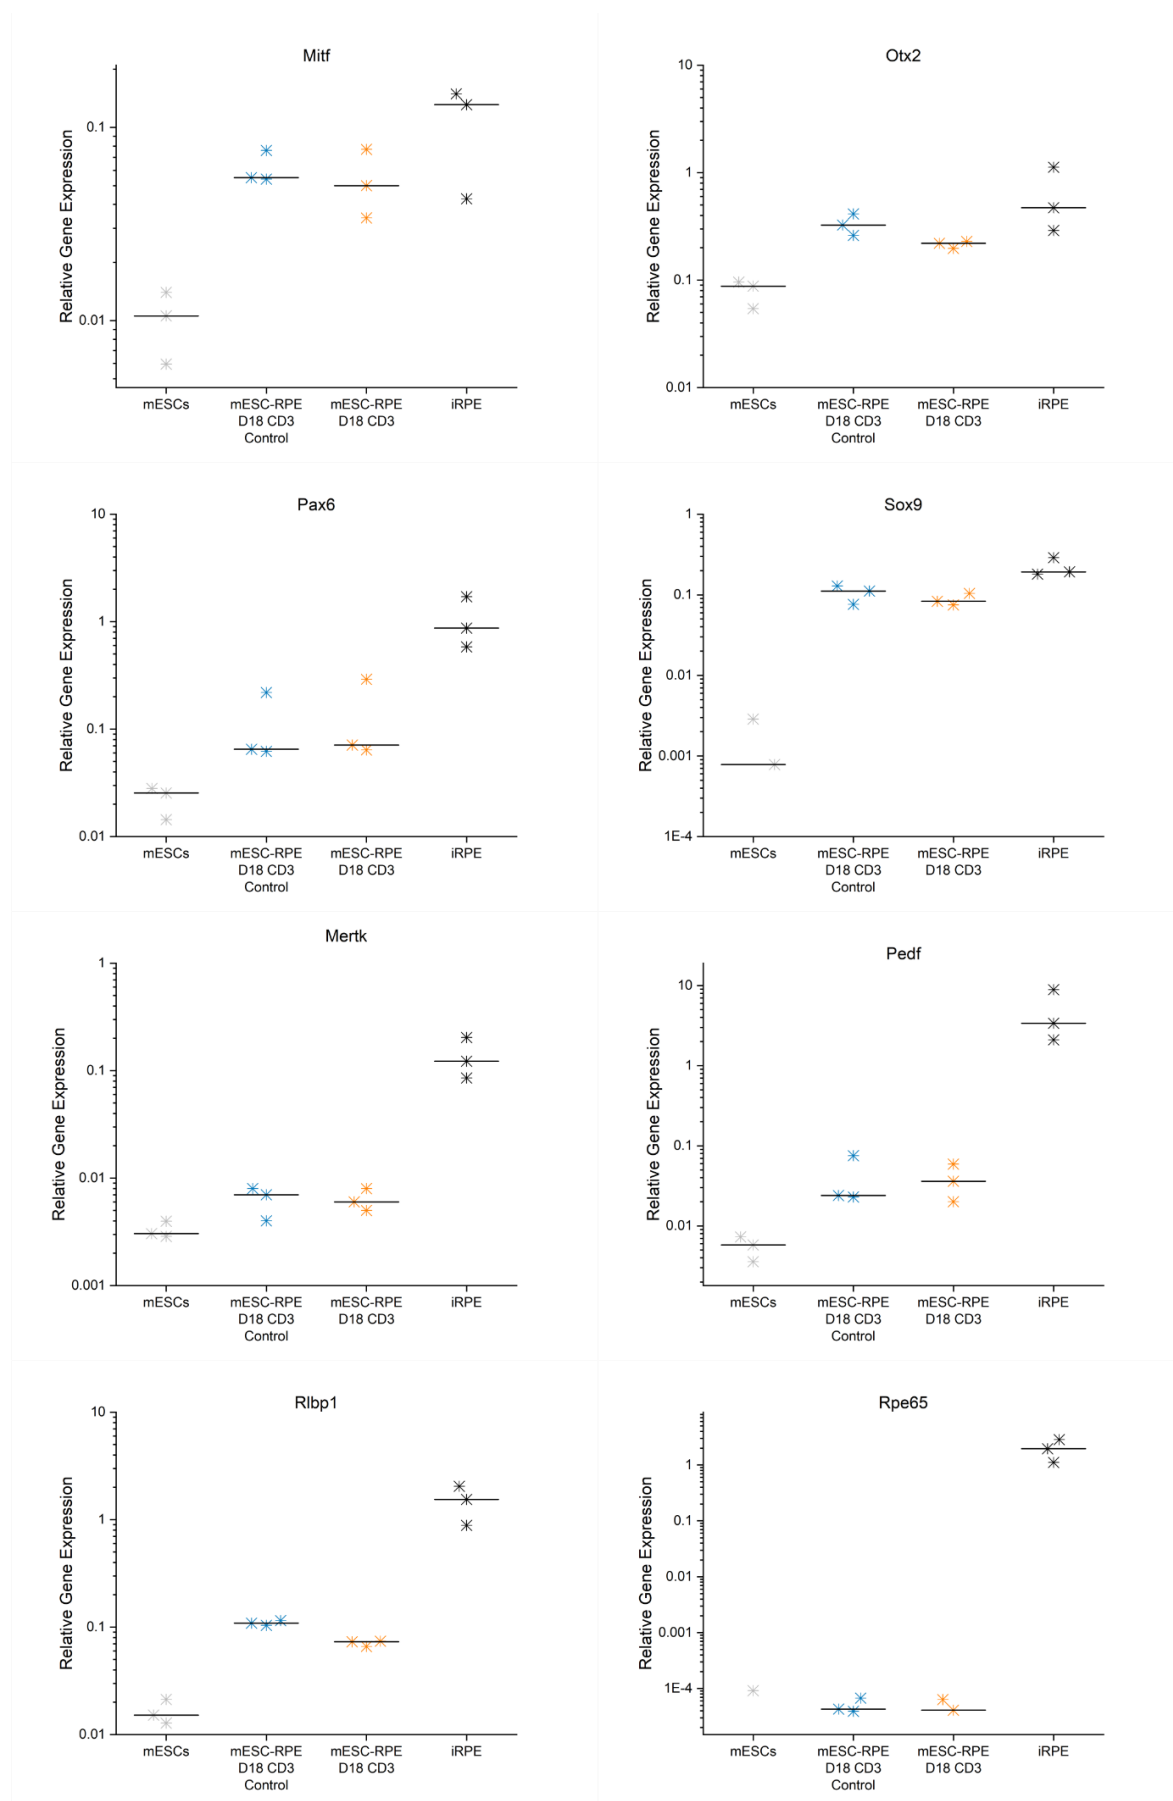 Mitf
Relative Gene Expression
0.1
0.01
mESCs
mESC-RPE
D18 CD3
Control
mESC-RPE
D18 CD3
iRPE
Otx2
Relative Gene Expression
10
1
0.1
0.01
mESCs
mESC-RPE
D18 CD3
Control
mESC-RPE
D18 CD3
iRPE
Pax6
Relative Gene Expression
10
1
0.1
0.01
mESCs
mESC-RPE
D18 CD3
Control
mESC-RPE
D18 CD3
iRPE
Sox9
Relative Gene Expression
1
0.1
0.01
0.001
1E-4
mESCs
mESC-RPE
D18 CD3
Control
mESC-RPE
D18 CD3
iRPE
Mertk
Relative Gene Expression
1
0.1
0.01
0.001
mESCs
mESC-RPE
D18 CD3
Control
mESC-RPE
D18 CD3
iRPE
Pedf
Relative Gene Expression
10
1
0.1
0.01
mESCs
mESC-RPE
D18 CD3
Control
mESC-RPE
D18 CD3
iRPE
Rlbp1
Relative Gene Expression
10
1
0.1
0.01
mESCs
mESC-RPE
D18 CD3
Control
mESC-RPE
D18 CD3
iRPE
Rpe65
Relative Gene Expression
1
0.1
0.01
0.001
1E-4
mESCs
mESC-RPE
D18 CD3
Control
mESC-RPE
D18 CD3
iRPE